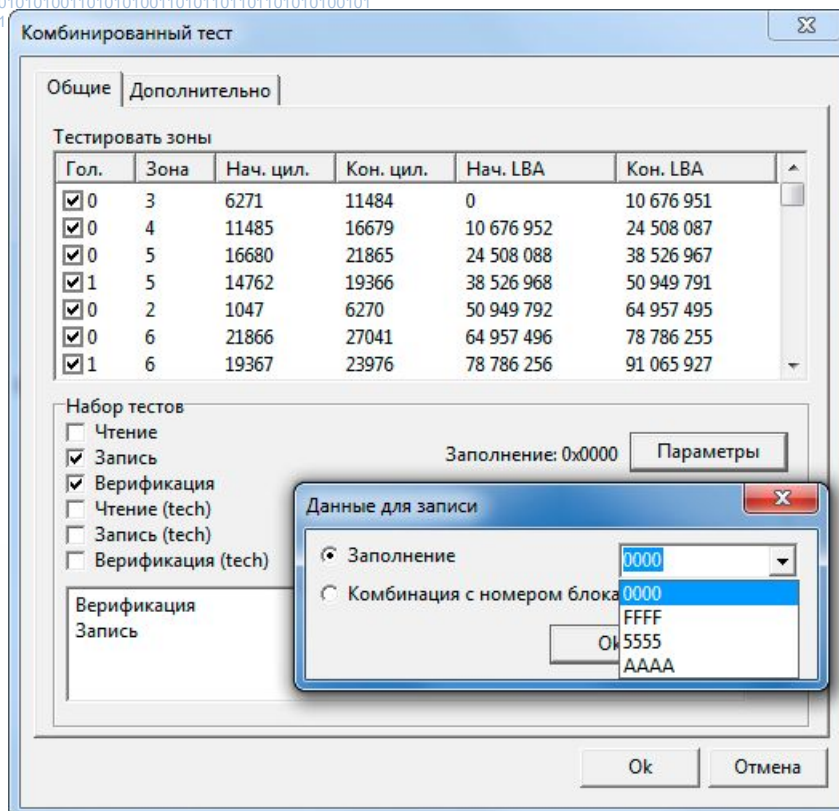 01010100110101010011010110110110101010100101
1
Комбинированный тест
Общие Дополнительно
Тестировать зоны
Гол. Зона Нач. цил. Кон. цил. Нач. LBA Кон. LBA
0 3 6271 11484 0 10 676 951
0 4 11485 16679 10 676 952 24 508 087
0 5 16680 21865 24 508 088 38 526 967
1 5 14762 19366 38 526 968 50 949 791
0 2 1047 6270 50 949 792 64 957 495
0 6 21866 27041 64 957 496 78 786 255
1 6 19367 23976 78 786 256 91 065 927
Набор тестов
Чтение
Запись Заполнение: 0x0000 Параметры
Верификация
Чтение (tech)
Запись (tech)
Верификация (tech)
Данные для записи
Заполнение 0000
Комбинация с номером блока 0000
FFFF
Ok 5555
AAAA
Верификация
Запись
Ok Отмена